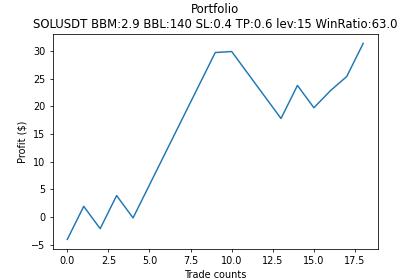 Portfolio
SOLUSDT BBM:2.9 BBL:140 SL:0.4 TP:0.6 lev:15 WinRatio:63.0
30
25
20
15
10
5
0
−5
Profit ($)
0.0 2.5 5.0 7.5 10.0 12.5 15.0 17.5
Trade counts